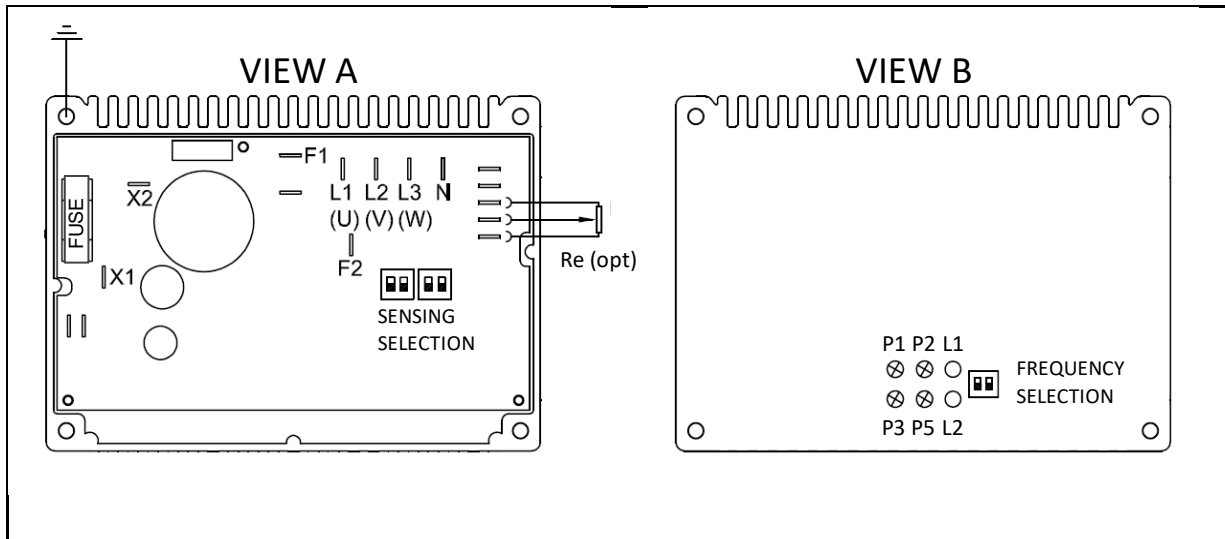 VIEW A
VIEW B
F1
X2
L1 L2 L3 N
(U) (V) (W)
FUSE
F2
Re (opt)
X1
SENSING
SELECTION
P1 P2 L1
FREQUENCY
SELECTION
P3 P5 L2